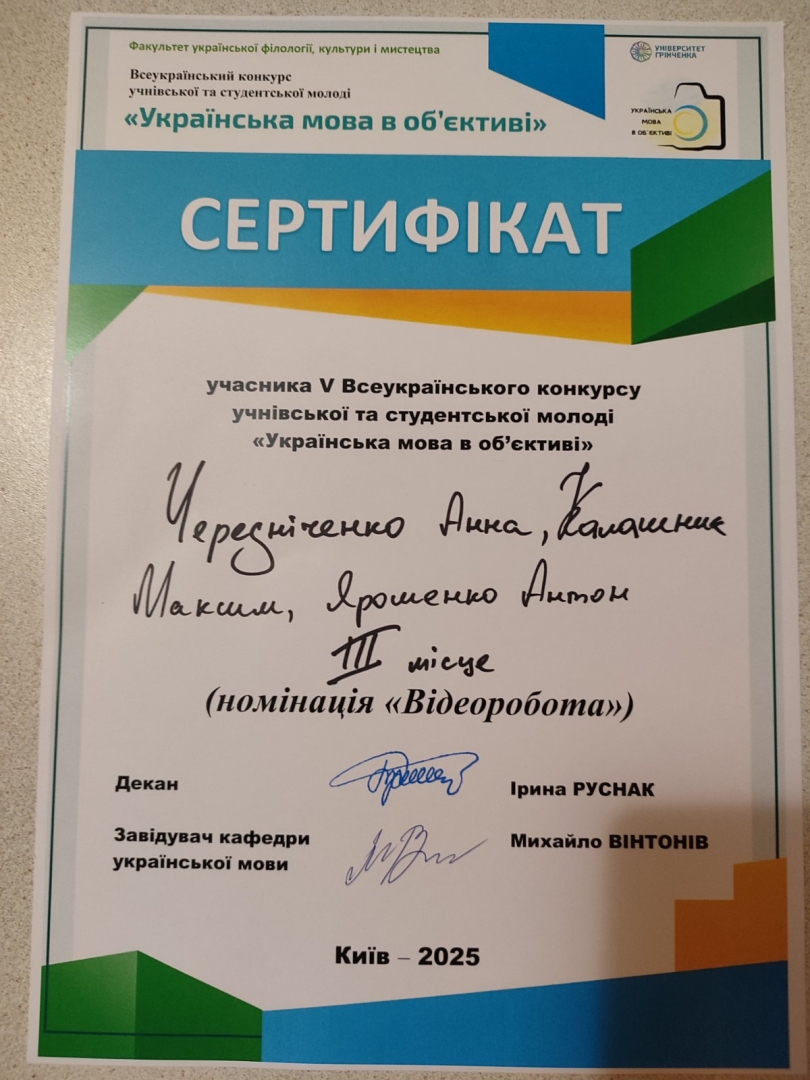 Факультет української філології, культури і мистецтва
УНІВЕРСИТЕТ
ГРІНЧЕНКА
Всеукраїнський конкурс
учнівської та студентської молоді
«Українська мова в об’єктиві»
УКРАЇНСЬКА
МОВА
В ОБ`ЄКТИВІ
СЕРТИФІКАТ
учасника V Всеукраїнського конкурсу
учнівської та студентської молоді
«Українська мова в об’єктиві»
Чередніченко Анна, Калашник
Максим, Ярошенко Антон
III місце
(номінація «Відеоробота»)
Декан
Ірина РУСНАК
Завідувач кафедри
української мови
Михайло ВІНТОНІВ
Київ – 2025